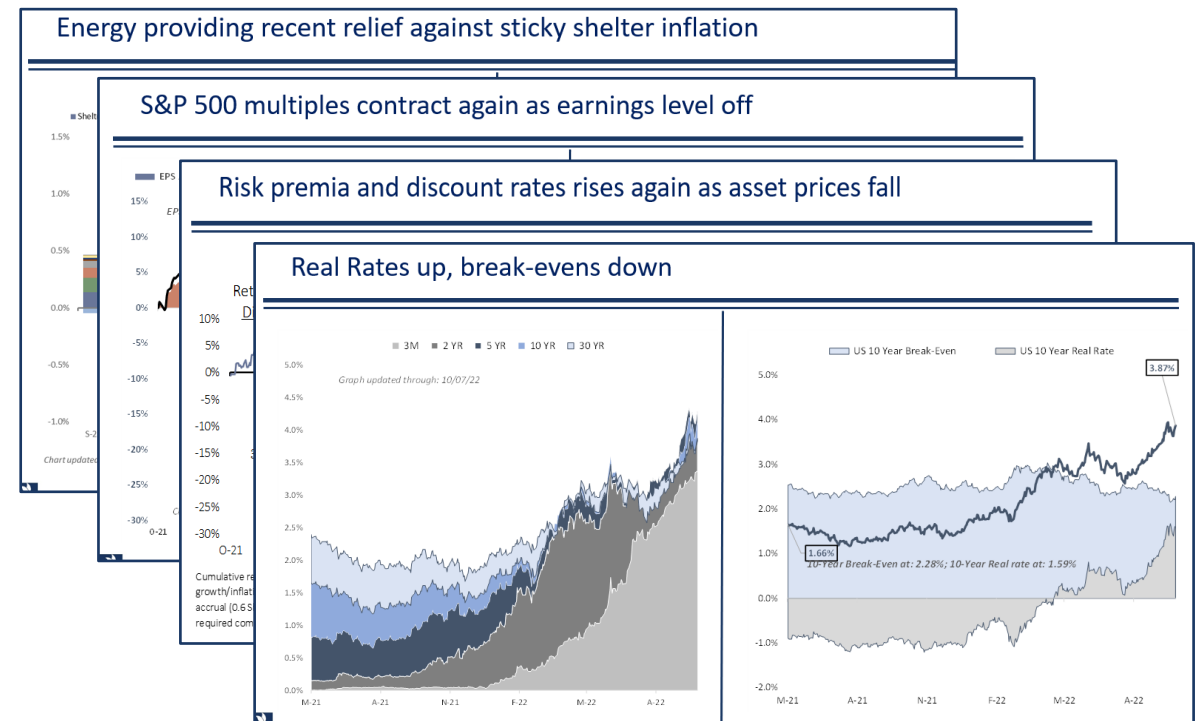 Energy providing recent relief against sticky shelter inflation
1.5%
1.0%
0.5%
0.0%
-0.5%
-1.0%
Chart updated
S&P 500 multiples contract again as earnings level off
EPS
15%
10%
5%
0%
-5%
-10%
-15%
-20%
-25%
-30%
O-21
Risk premia and discount rates rises again as asset prices fall
10%
5%
0%
-5%
-10%
-15%
-20%
-25%
-30%
O-21
Cumulative re
growth/inflati
accrual (0.6 S
required com
Real Rates up, break-evens down
3M 2 YR 5 YR 10 YR 30 YR
Graph updated through: 10/07/22
5.0%
4.5%
4.0%
3.5%
3.0%
2.5%
2.0%
1.5%
1.0%
0.5%
0.0%
M-21 A-21 N-21 F-22 M-22 A-22
US 10 Year Break-Even US 10 Year Real Rate
3.87%
5.0%
4.0%
3.0%
2.0%
1.0%
0.0%
-1.0%
-2.0%
1.66%
10-Year Break-Even at: 2.28%; 10-Year Real rate at: 1.59%
M-21 A-21 N-21 F-22 M-22 A-22